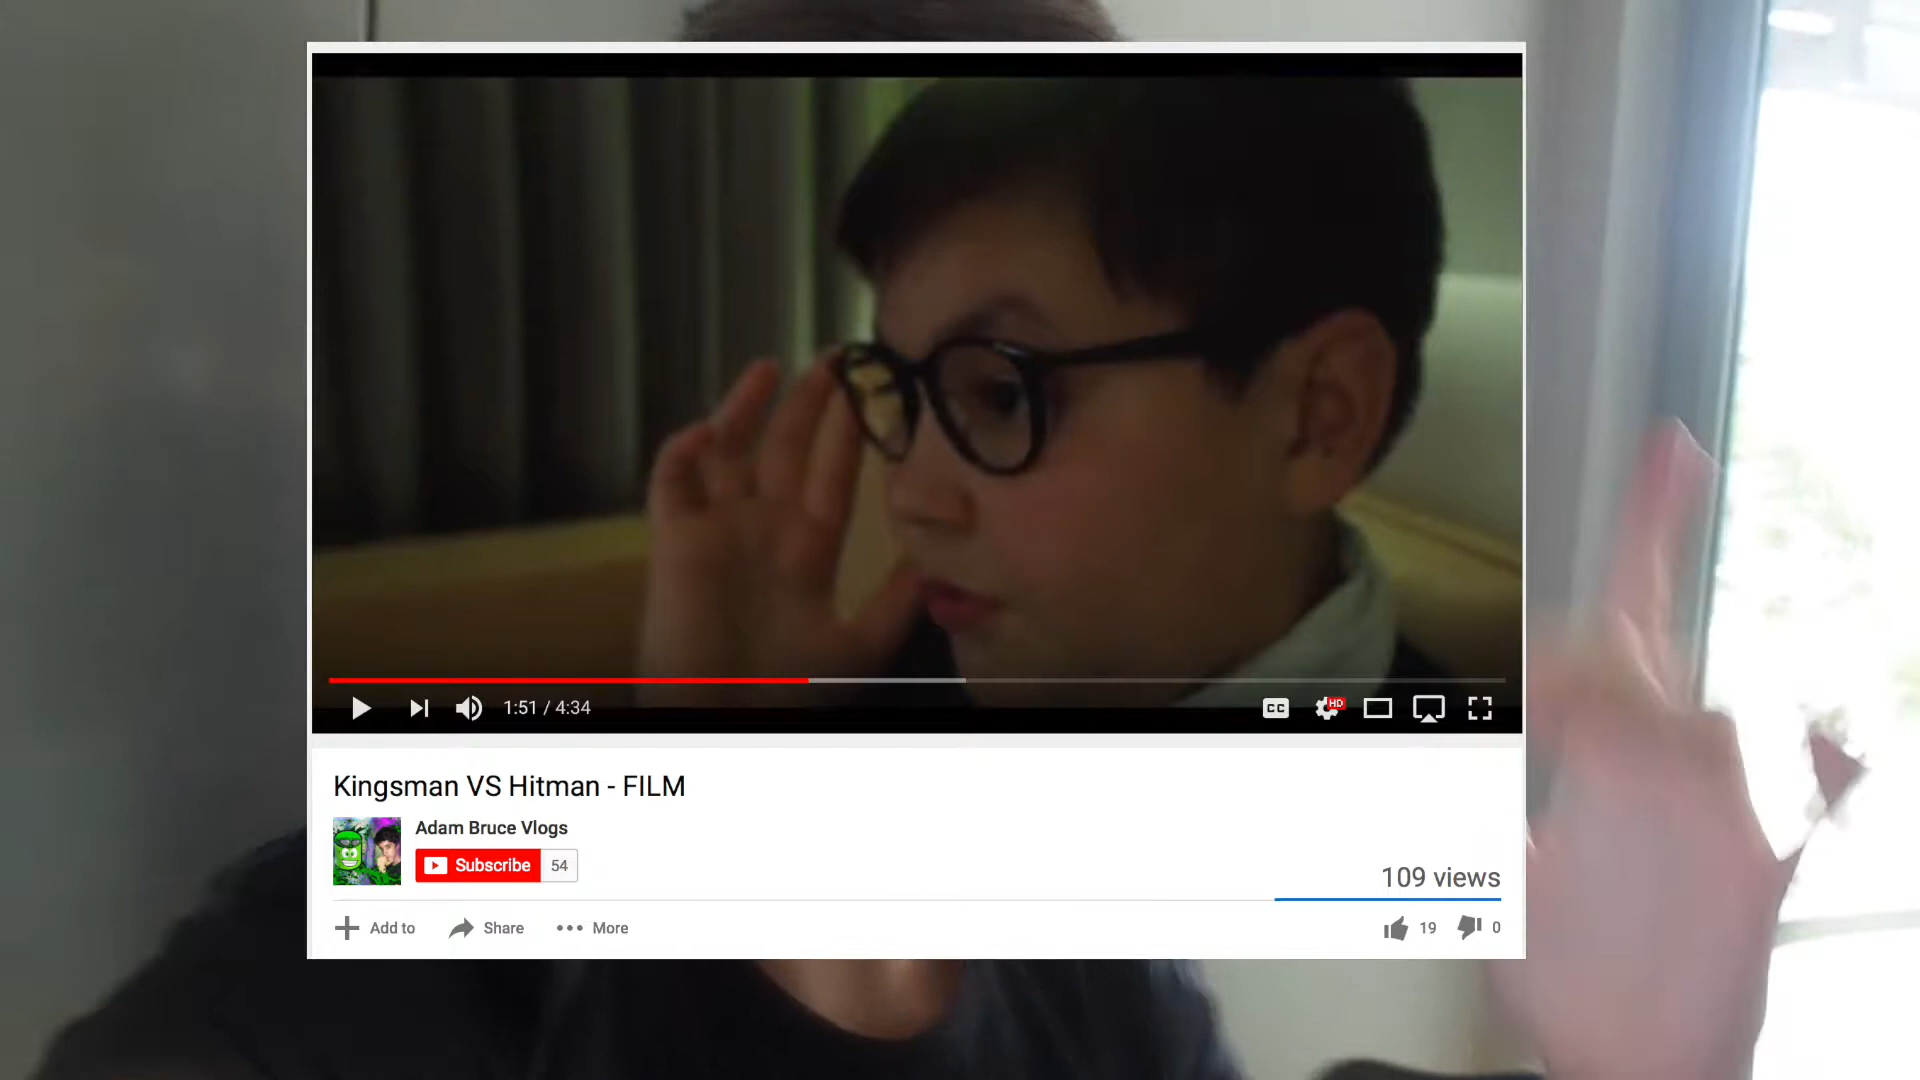 1:51 / 4:34
CC
HD
Kingsman VS Hitman - FILM
Adam Bruce Vlogs
Subscribe 54
109 views
Add to Share More
19 0